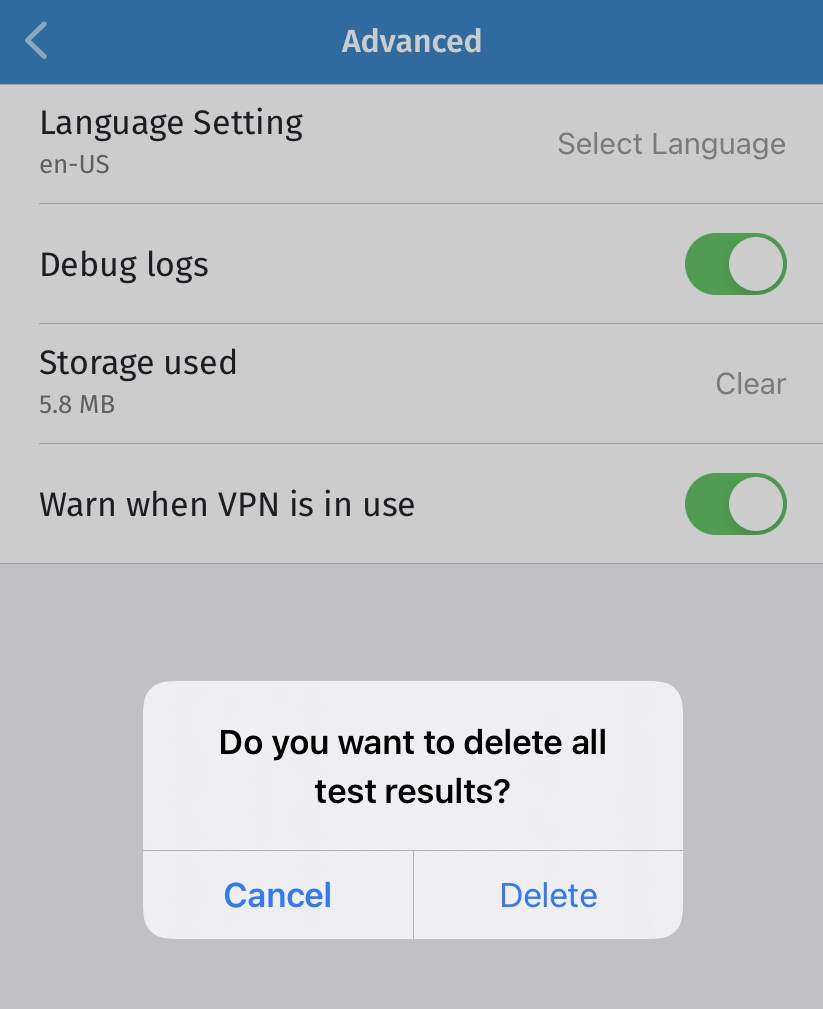 Advanced
Language Setting
en-US
Select Language
Debug logs
Storage used
5.8 MB
Clear
Warn when VPN is in use
Do you want to delete all
test results?
Cancel
Delete